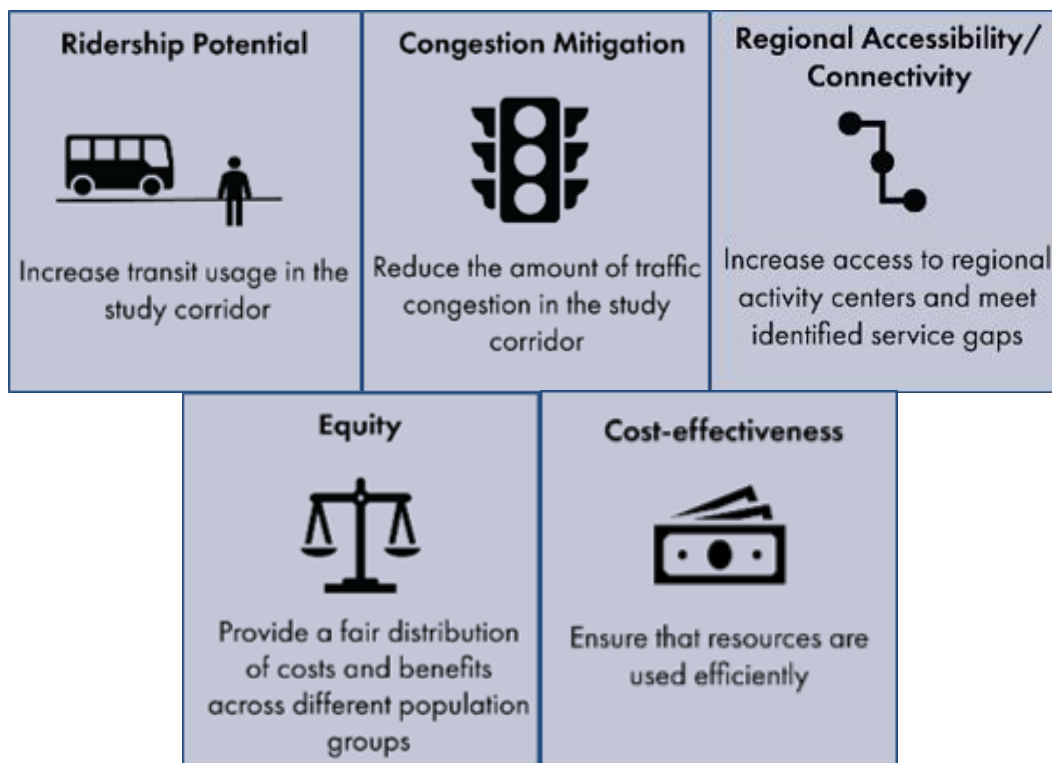 Ridership Potential
Increase transit usage in the
study corridor
Congestion Mitigation
Reduce the amount of traffic
congestion in the study
corridor
Regional Accessibility/
Connectivity
Increase access to regional
activity centers and meet
identified service gaps
Equity
Provide a fair distribution
of costs and benefits
across different population
groups
Cost-effectiveness
Ensure that resources are
used efficiently